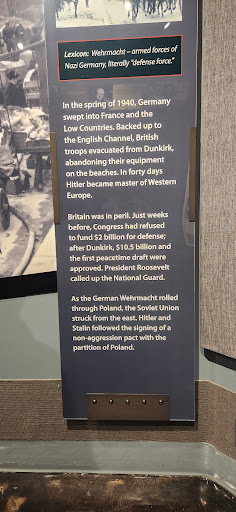 Lexicon: Wehrmacht – armed forces of
Nazi Germany, literally "defense force."
In the spring of 1940, Germany
swept into France and the
Low Countries. Backed up to
the English Channel, British
troops evacuated from Dunkirk,
abandoning their equipment
on the beaches. In forty days
Hitler became master of Western
Europe.
Britain was in peril. Just weeks
before, Congress had refused
to fund $2 billion for defense;
after Dunkirk, $10.5 billion and
the first peacetime draft were
approved. President Roosevelt
called up the National Guard.
As the German Wehrmacht rolled
through Poland, the Soviet Union
struck from the east. Hitler and
Stalin followed the signing of a
non-aggression pact with the
partition of Poland.